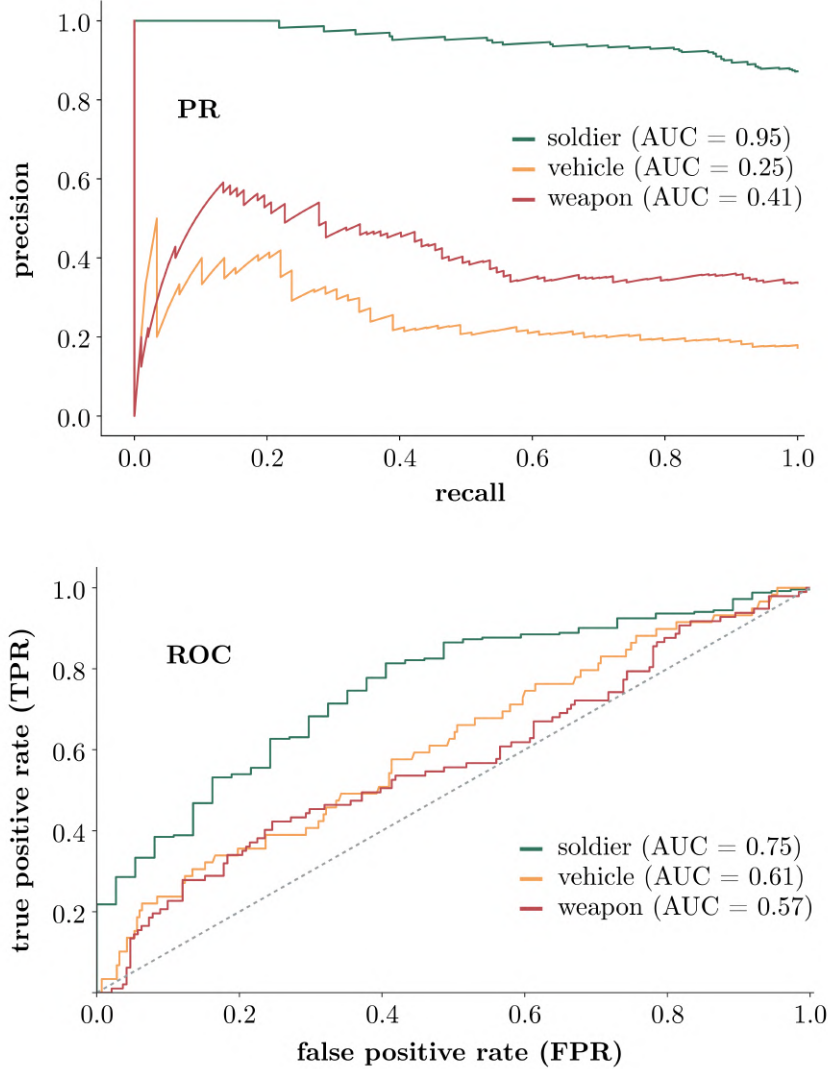 1.0
0.8
0.6
0.4
0.2
0.0
precision
PR
soldier (AUC = 0.95)
vehicle (AUC = 0.25)
weapon (AUC = 0.41)
0.0 0.2 0.4 0.6 0.8 1.0
recall
1.0
0.8
0.6
0.4
0.2
true positive rate (TPR)
ROC
soldier (AUC = 0.75)
vehicle (AUC = 0.61)
weapon (AUC = 0.57)
0.0 0.2 0.4 0.6 0.8 1.0
false positive rate (FPR)